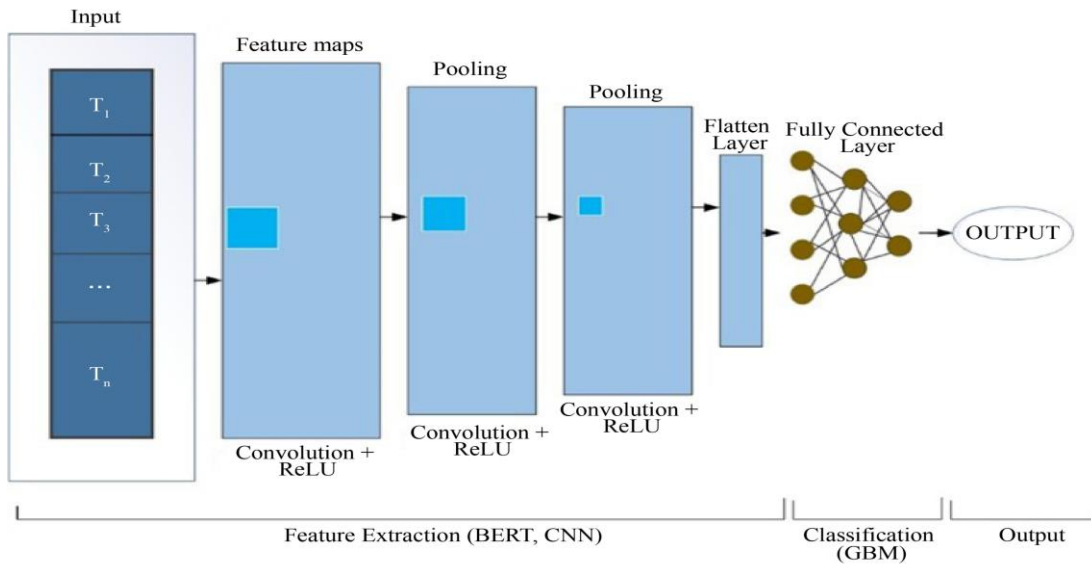 Input
T1
T2
T3
...
Tn
Feature maps
Convolution +
ReLU
Pooling
Convolution +
ReLU
Pooling
Convolution +
ReLU
Flatten
Layer
Fully Connected
Layer
OUTPUT
Feature Extraction (BERT, CNN)
Classification
(GBM)
Output